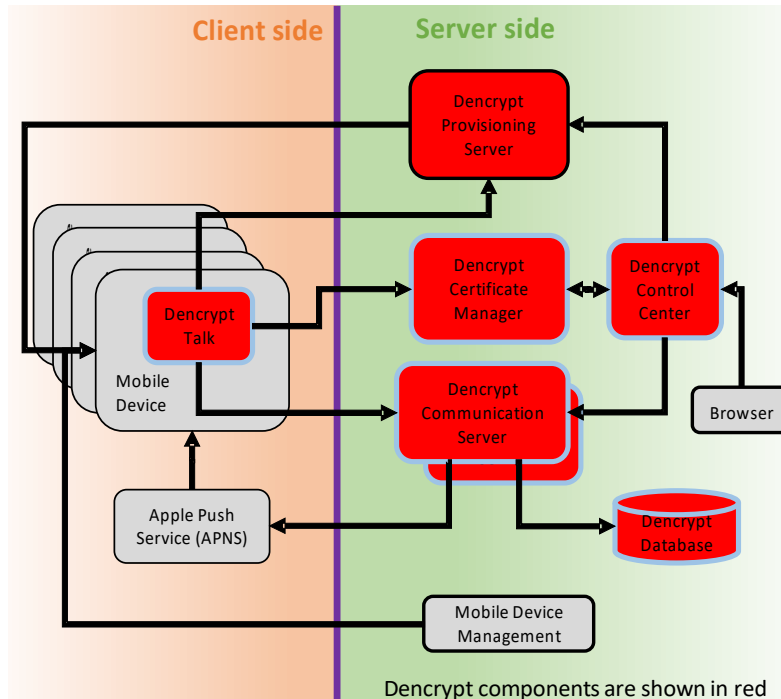 Client side
Server side
Dencrypt
Provisioning
Server
Dencrypt
Certificate
Manager
Dencrypt
Control
Center
Dencrypt
Talk
Mobile
Device
Dencrypt
Communication
Server
Browser
Apple Push
Service (APNS)
Dencrypt
Database
Mobile Device
Management
Dencrypt components are shown in red